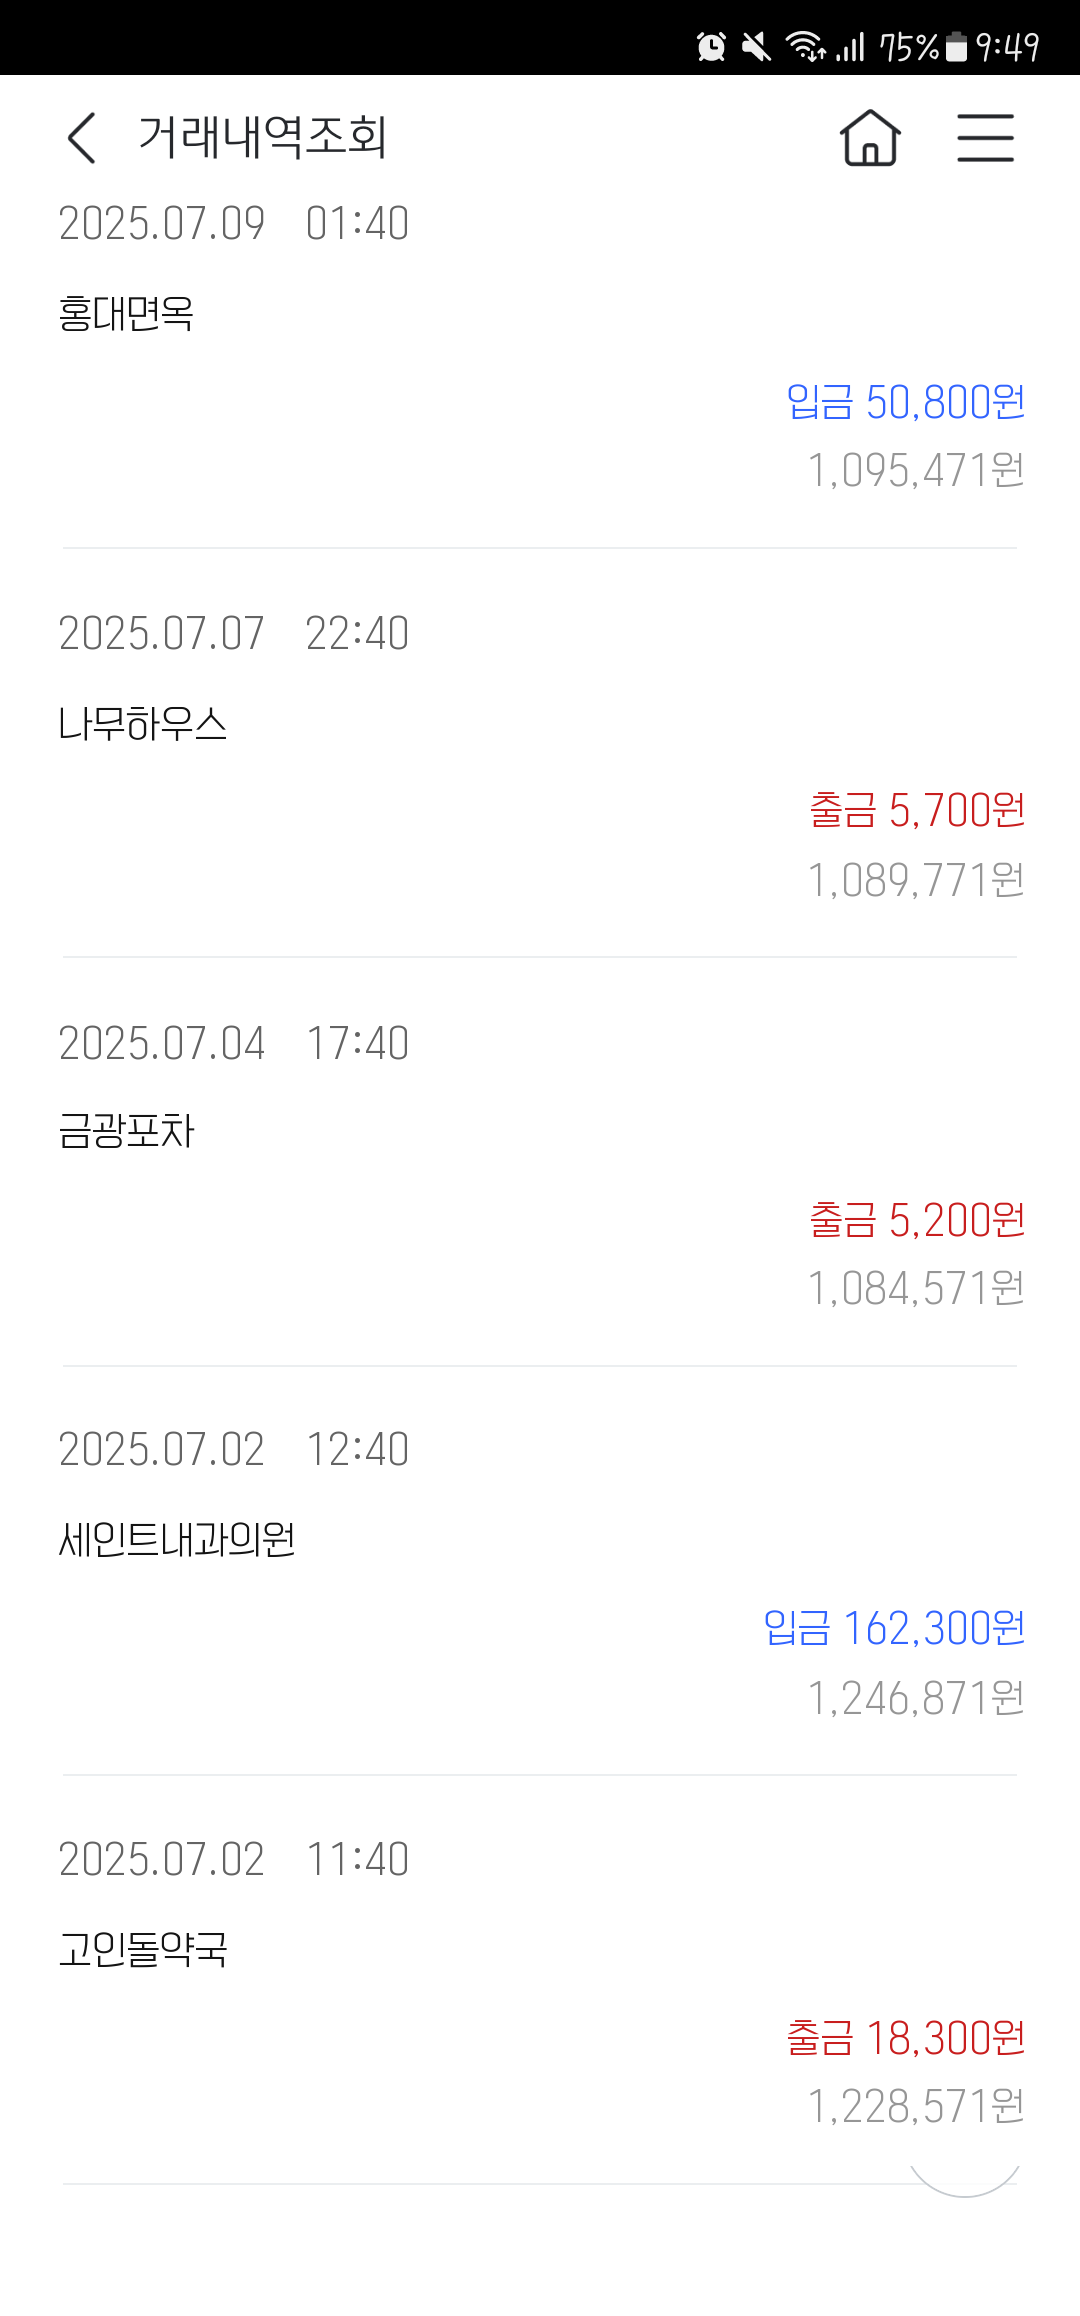 75% 9:49
거래내역조회
2025.07.09 01:40
홍대면옥
입금 50,800원
1,095,471원
2025.07.07 22:40
나무하우스
출금 5,700원
1,089,771원
2025.07.04 17:40
금광포차
출금 5,200원
1,084,571원
2025.07.02 12:40
세인트내과의원
입금 162,300원
1,246,871원
2025.07.02 11:40
고인돌약국
출금 18,300원
1,228,571원